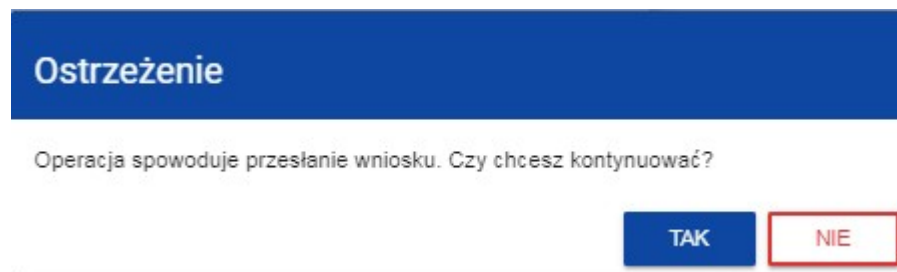 Ostrzeżenie
Operacja spowoduje przesłanie wniosku. Czy chcesz kontynuować?
TAK NIE